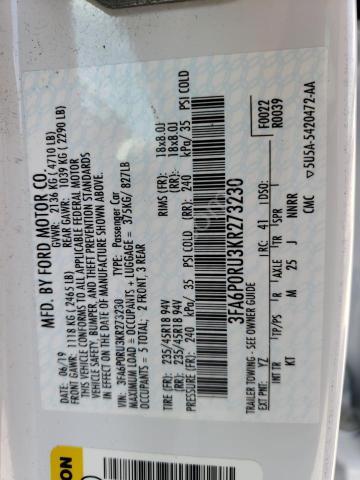 MFD. BY FORD MOTOR CO.
06/19 GVWR: 2136 KG ( 4710 LB)
FRONT GAWR: 1118 KG ( 2465 LB) REAR GAWR: 1039 KG ( 2290 LB)
THIS VEHICLE CONFORMS TO ALL APPLICABLE FEDERAL MOTOR
VEHICLE SAFETY, BUMPER, AND THEFT PREVENTION STANDARDS
IN EFFECT ON THE DATE OF MANUFACTURE SHOWN ABOVE.
VIN: 3FA6P0RU3KR273230 TYPE: Passenger Car
MAXIMUM LOAD= OCCUPANTS + LUGGAGE = 375KG/ 827LB
OCCUPANTS = 5 TOTAL: 2 FRONT, 3 REAR
TIRE (FR) 235/45R18 94V RIMS (FR) 18x8.0J
(RR) 235/45R18 94V (RR) 18x8.0J
PRESSURE (FR) 240 kPa/ 35 PSI COLD (RR) 240 kPa/ 35 PSI COLD
3FA6P0RU3KR273230
TRAILER TOWING- SEE OWNER GUIDE F0022
R0039
EXT PNT: YZ RC: 41 DSO:
INT TR TP/PS R AXLE TR SPR
KT M 25 J NNRR
CMC 5U5A-5420472-AA